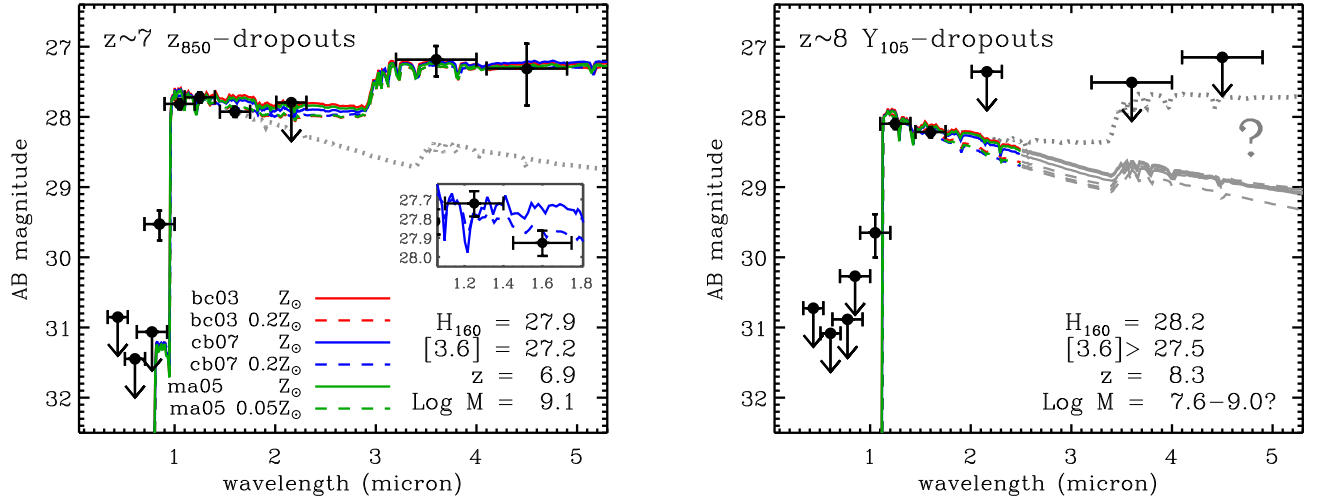 z~7 z850-dropouts
27
28
29
30
31
32
AB magnitude
27.7
27.8
27.9
28.0
1.2 1.4 1.6 1.8
bc03 Z⊙
bc03 0.2Z⊙
cb07 Z⊙
cb07 0.2Z⊙
ma05 Z⊙
ma05 0.05Z⊙
H160 = 27.9
[3.6] = 27.2
z = 6.9
Log M = 9.1
1 2 3 4 5
wavelength (micron)
z~8 Y105-dropouts
27
28
29
30
31
32
AB magnitude
?
H160 = 28.2
[3.6]> 27.5
z = 8.3
Log M = 7.6-9.0?
1 2 3 4 5
wavelength (micron)